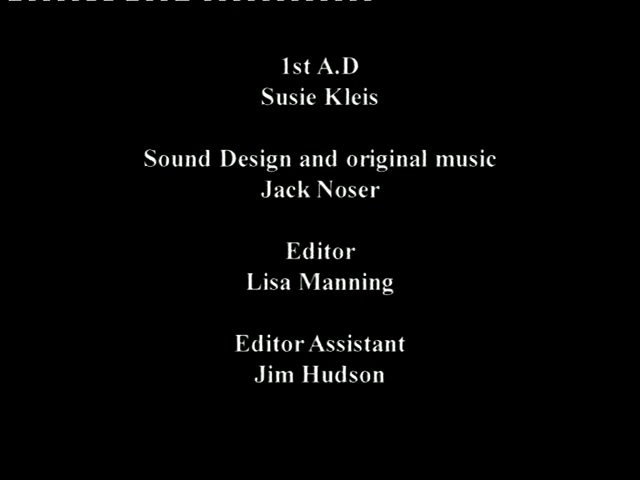 1st A.D
Susie Kleis
Sound Design and original music
Jack Noser
Editor
Lisa Manning
Editor Assistant
Jim Hudson